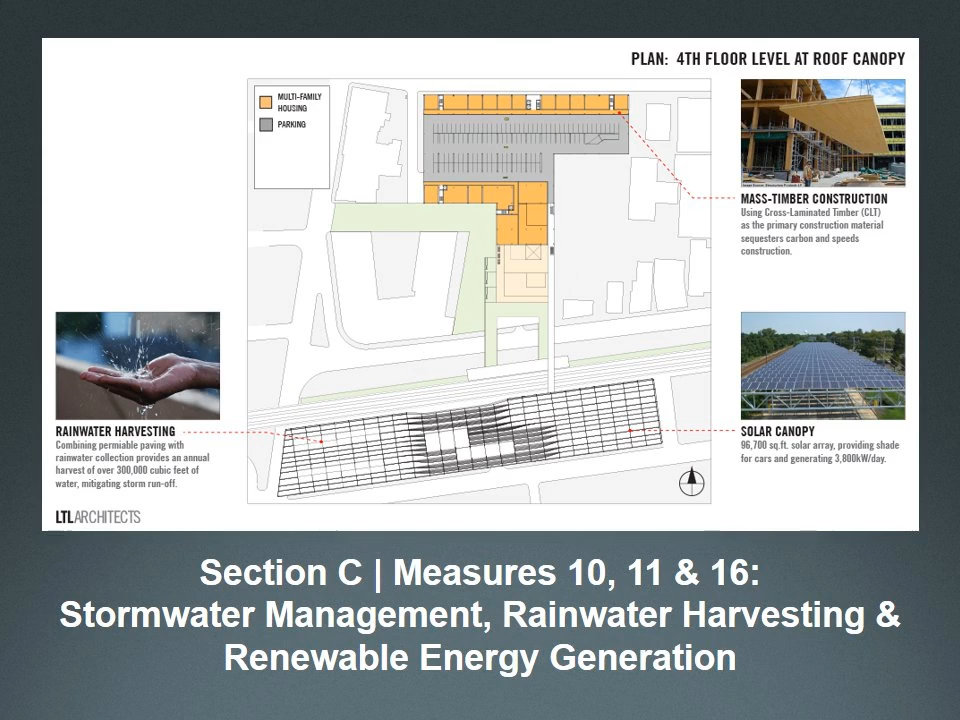 PLAN: 4TH FLOOR LEVEL AT ROOF CANOPY
MULTI-FAMILY
HOUSING
PARKING
MASS-TIMBER CONSTRUCTION
Using Cross-Laminated Timber (CLT)
as the primary construction material
sequesters carbon and speeds
construction.
RAINWATER HARVESTING
Combining permiable paving with
rainwater collection provides an annual
harvest of over 300,000 cubic feet of
water, mitigating storm run-off.
SOLAR CANOPY
96,700 sq.ft. solar array, providing shade
for cars and generating 3,800kW/day.
LTLARCHITECTS
Section C | Measures 10, 11 & 16:
Stormwater Management, Rainwater Harvesting &
Renewable Energy Generation